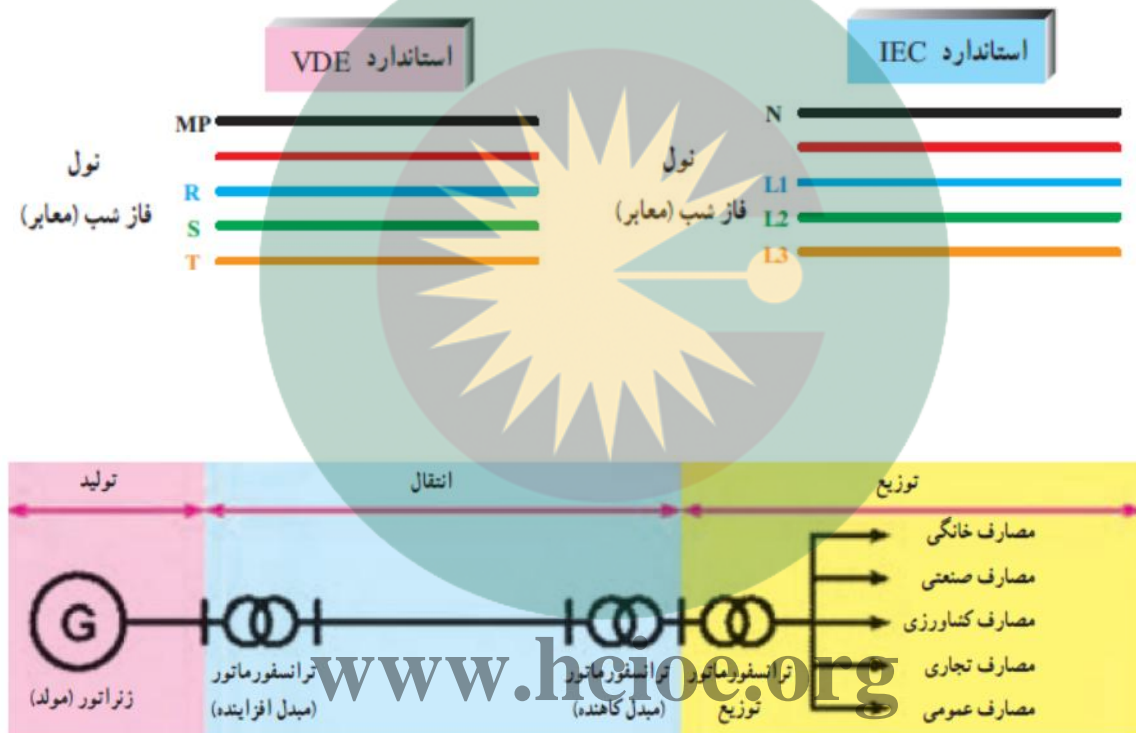 استاندارد VDE
MP
نول
R
فاز شب (معابر)
S
T
استاندارد IEC
N
نول
L1
فاز شب (معابر)
L2
L3
تولید
انتقال
توزیع
مصارف خانگی
مصارف صنعتی
مصارف کشاورزی
مصارف تجاری
مصارف عمومی
G
ژنراتور (مولد)
ترانسفورماتور
(مبدل افزاینده)
ترانسفورماتور
(مبدل کاهنده)
ترانسفورماتور
توزیع
www.hcioe.org